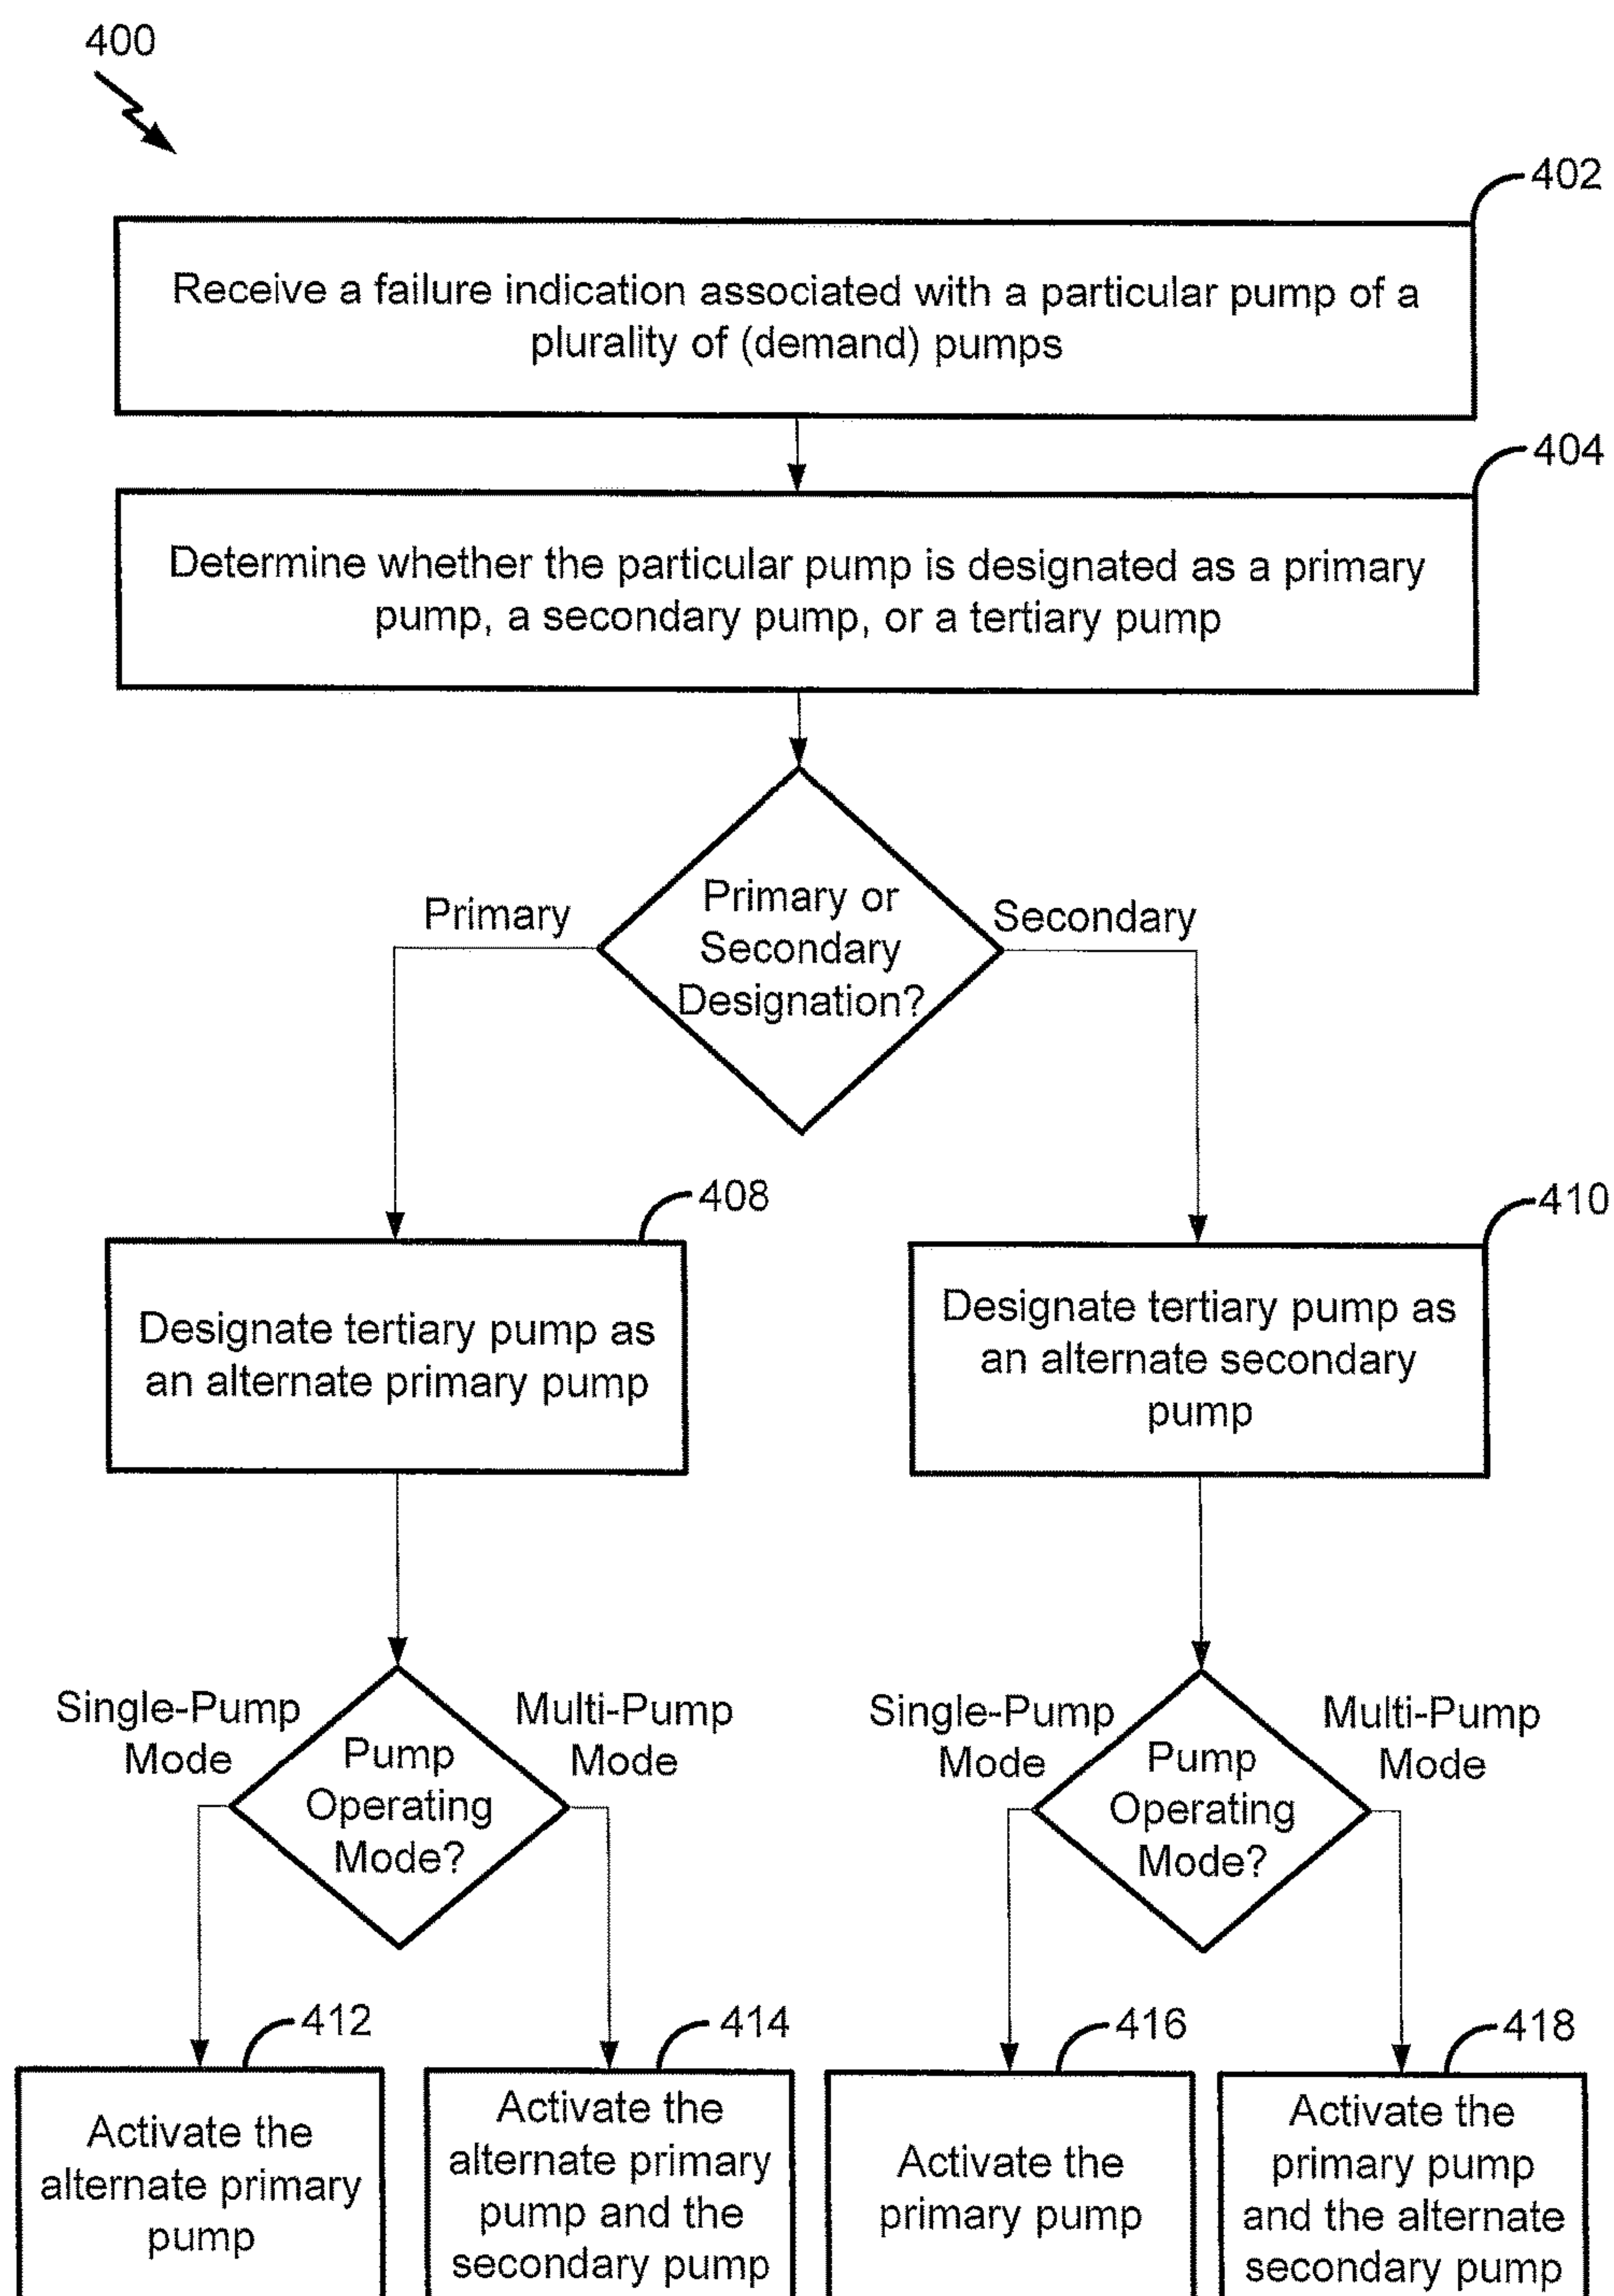 400
402
Receive a failure indication associated with a particular pump of a
plurality of (demand) pumps
404
Determine whether the particular pump is designated as a primary
pump, a secondary pump, or a tertiary pump
Primary
Primary or
Secondary
Designation?
Secondary
408
Designate tertiary pump as
an alternate primary pump
410
Designate tertiary pump as
an alternate secondary
pump
Single-Pump
Mode
Pump
Operating
Mode?
Multi-Pump
Mode
Single-Pump
Mode
Pump
Operating
Mode?
Multi-Pump
Mode
412
Activate the
alternate primary
pump
414
Activate the
alternate primary
pump and the
secondary pump
416
Activate the
primary pump
418
Activate the
primary pump
and the alternate
secondary pump